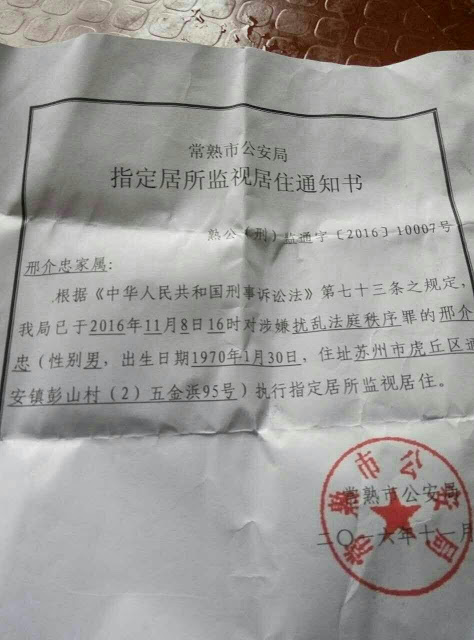 常熟市公安局
指定居所监视居住通知书
熟公(刑)监通字〔2016〕10007号
邢介忠家属:
根据《中华人民共和国刑事诉讼法》第七十三条之规定,
我局已于2016年11月8日16时对涉嫌扰乱法庭秩序罪的邢介
忠(性别男,出生日期1970年1月30日,住址苏州市虎丘区通
安镇彭山村(2)五金浜95号)执行指定居所监视居住。
常熟市公安局
常熟市公安局
二〇一六年十一月